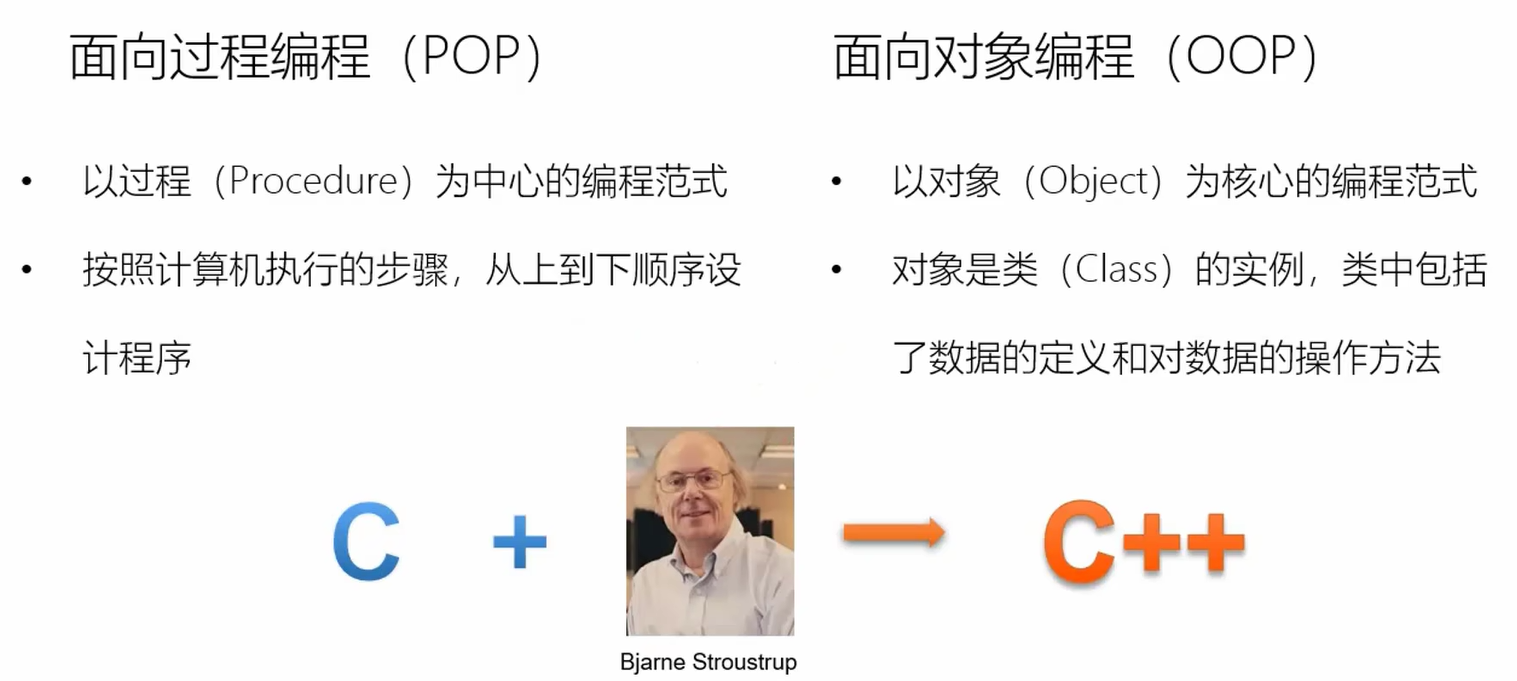 面向过程编程（POP）
• 以过程（Procedure）为中心的编程范式
• 按照计算机执行的步骤，从上到下顺序设
计程序
面向对象编程（OOP）
• 以对象（Object）为核心的编程范式
• 对象是类（Class）的实例，类中包括
了数据的定义和对数据的操作方法
C + C++
Bjarne Stroustrup